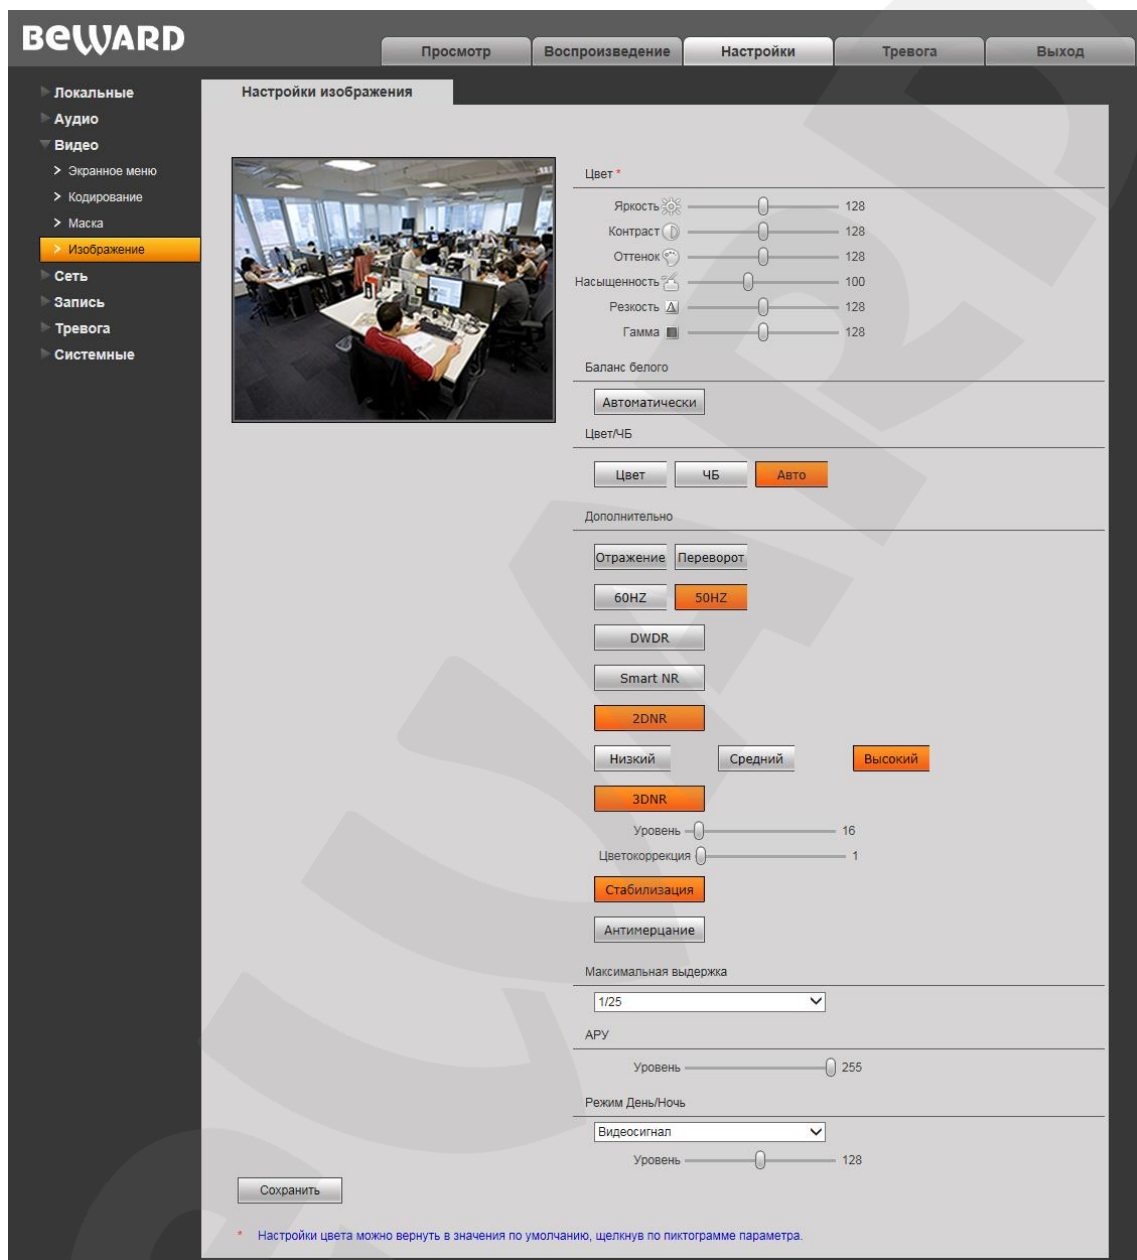 BEWARD
Просмотр Воспроизведение Настройки Тревога Выход
Локальные
Аудио
Видео
> Экранное меню
> Кодирование
> Маска
> Изображение
Сеть
Запись
Тревога
Системные
Настройки изображения
Цвет *
Яркость 128
Контраст 128
Оттенок 128
Насыщенность 100
Резкость 128
Гамма 128
Баланс белого
Автоматически
Цвет/ЧБ
Цвет ЧБ Авто
Дополнительно
Отражение Переворот
60HZ 50HZ
DWDR
Smart NR
2DNR
Низкий Средний Высокий
3DNR
Уровень 16
Цветокоррекция 1
Стабилизация
Антимерцание
Максимальная выдержка
1/25
АРУ
Уровень 255
Режим День/Ночь
Видеосигнал
Уровень 128
Сохранить
* Настройки цвета можно вернуть в значения по умолчанию, щелкнув по пиктограмме параметра.